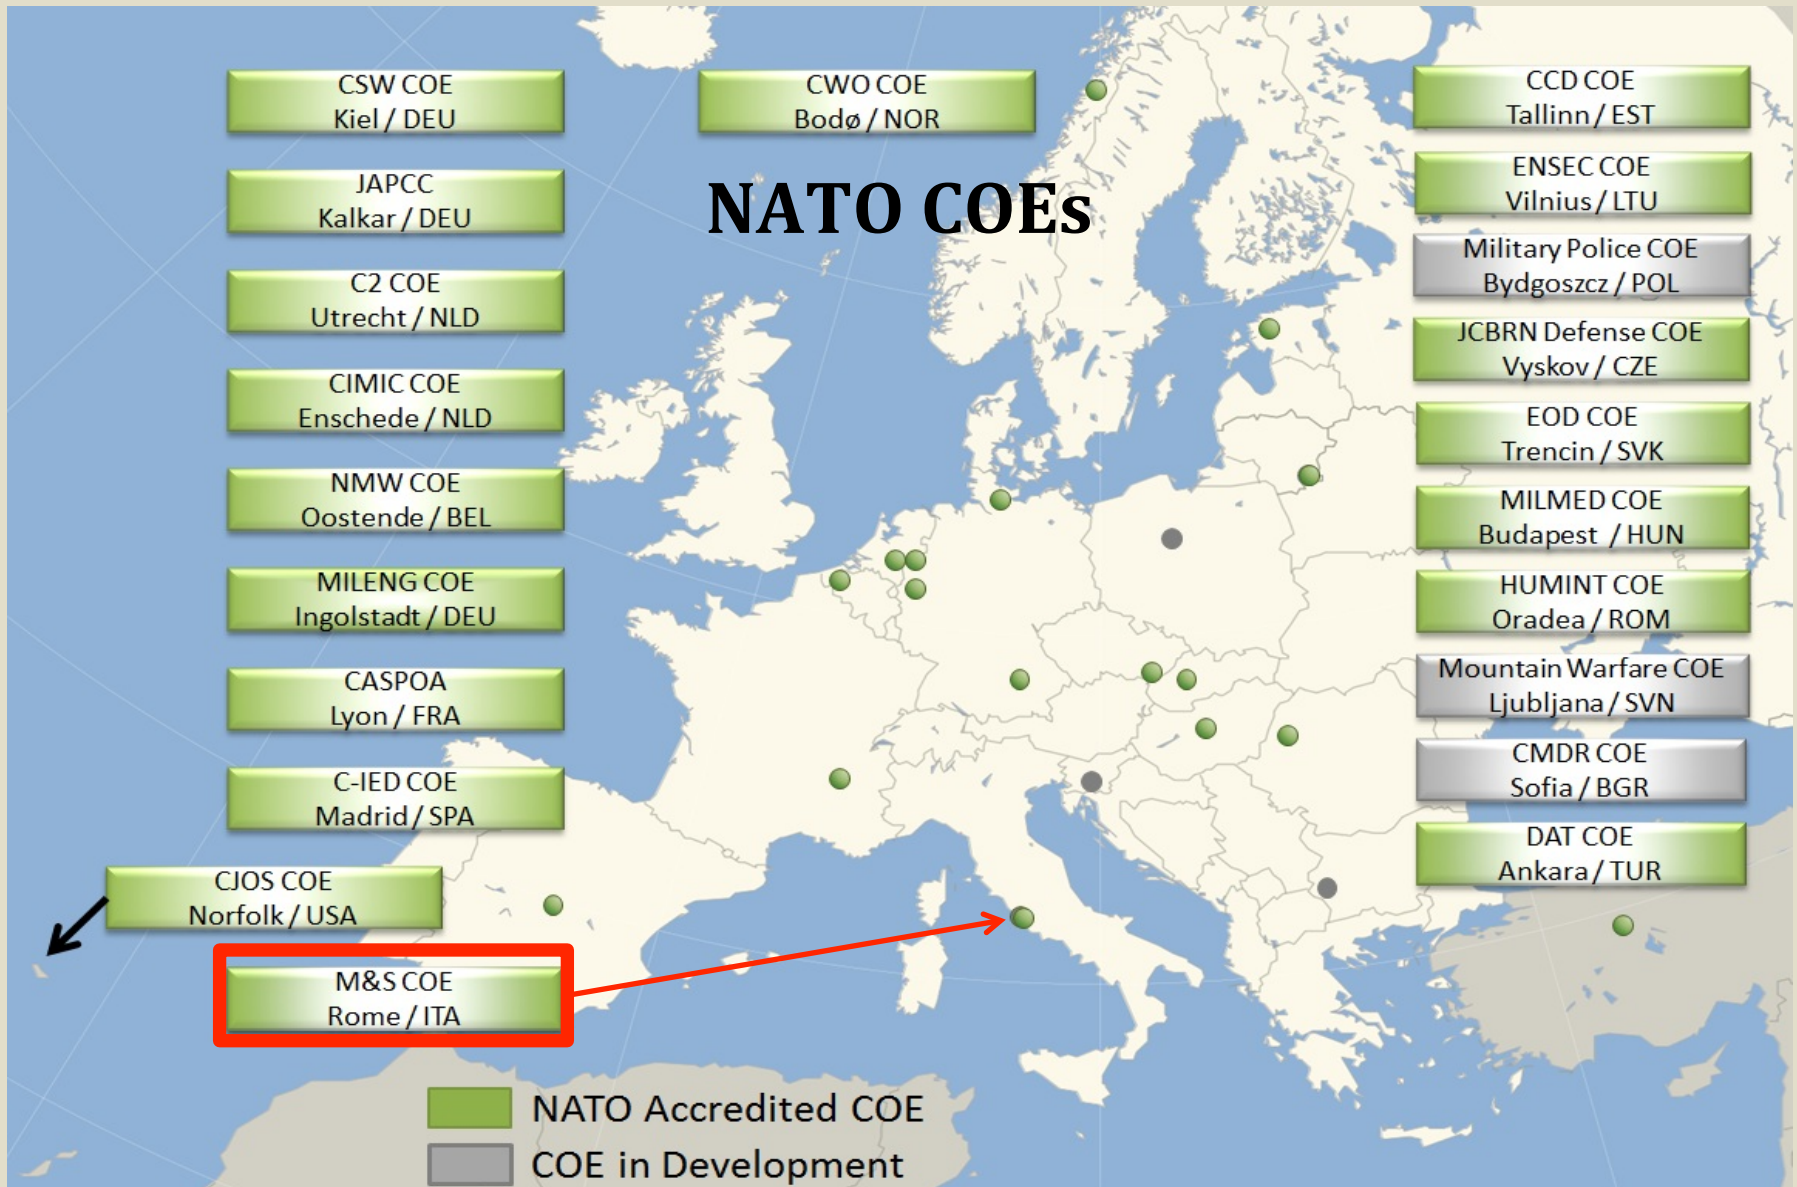 CSW COE
Kiel / DEU
CWO COE
Bodø / NOR
CCD COE
Tallinn / EST
JAPCC
Kalkar / DEU
NATO COEs
ENSEC COE
Vilnius / LTU
C2 COE
Utrecht / NLD
Military Police COE
Bydgoszcz / POL
CIMIC COE
Enschede / NLD
JCBRN Defense COE
Vyskov / CZE
NMW COE
Oostende / BEL
EOD COE
Trencin / SVK
MILENG COE
Ingolstadt / DEU
MILMED COE
Budapest / HUN
CASPOA
Lyon / FRA
HUMINT COE
Oradea / ROM
C-IED COE
Madrid / SPA
Mountain Warfare COE
Ljubljana / SVN
CJOS COE
Norfolk / USA
CMDR COE
Sofia / BGR
M&S COE
Rome / ITA
DAT COE
Ankara / TUR
NATO Accredited COE
COE in Development